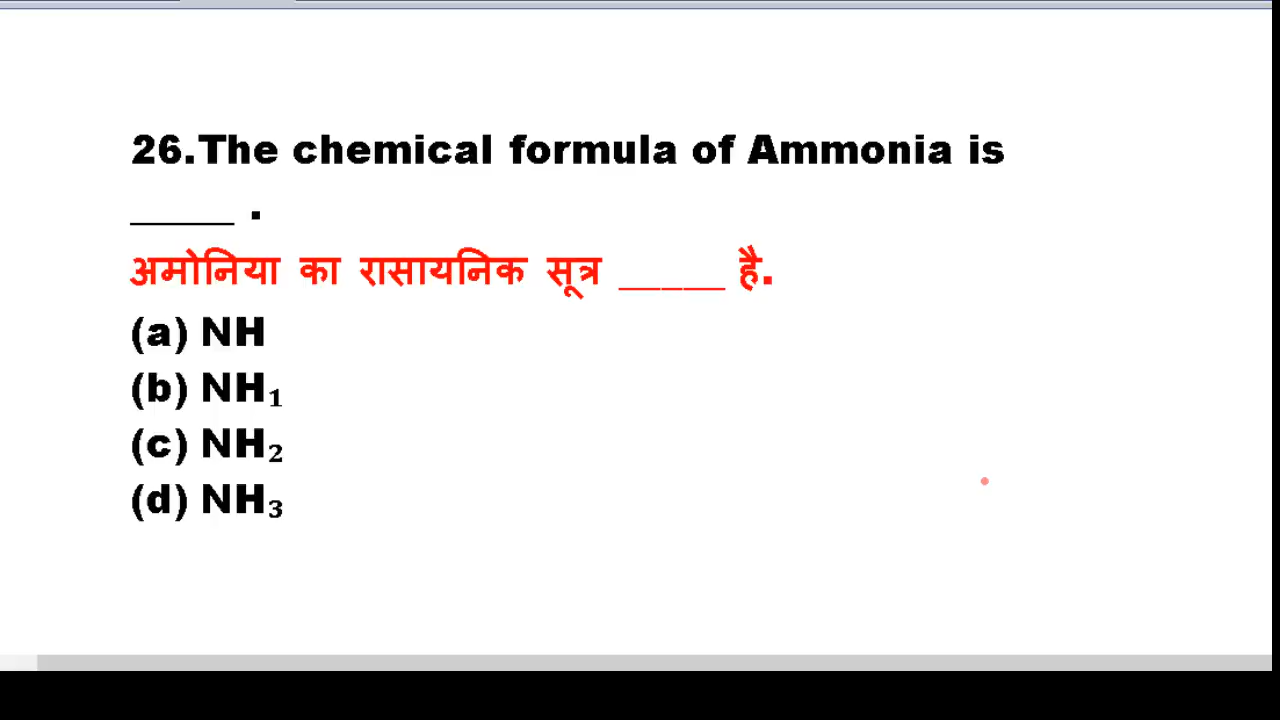 26.The chemical formula of Ammonia is
_____ .
अमोनिया का रासायनिक सूत्र _____ है.
(a) NH
(b) NH₁
(c) NH₂
(d) NH₃